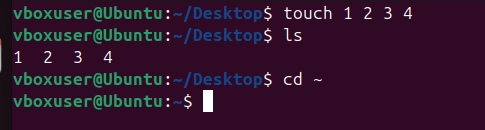 vboxuser@Ubuntu:~/Desktop$ touch 1 2 3 4
vboxuser@Ubuntu:~/Desktop$ ls
1  2  3  4
vboxuser@Ubuntu:~/Desktop$ cd ~
vboxuser@Ubuntu:~$